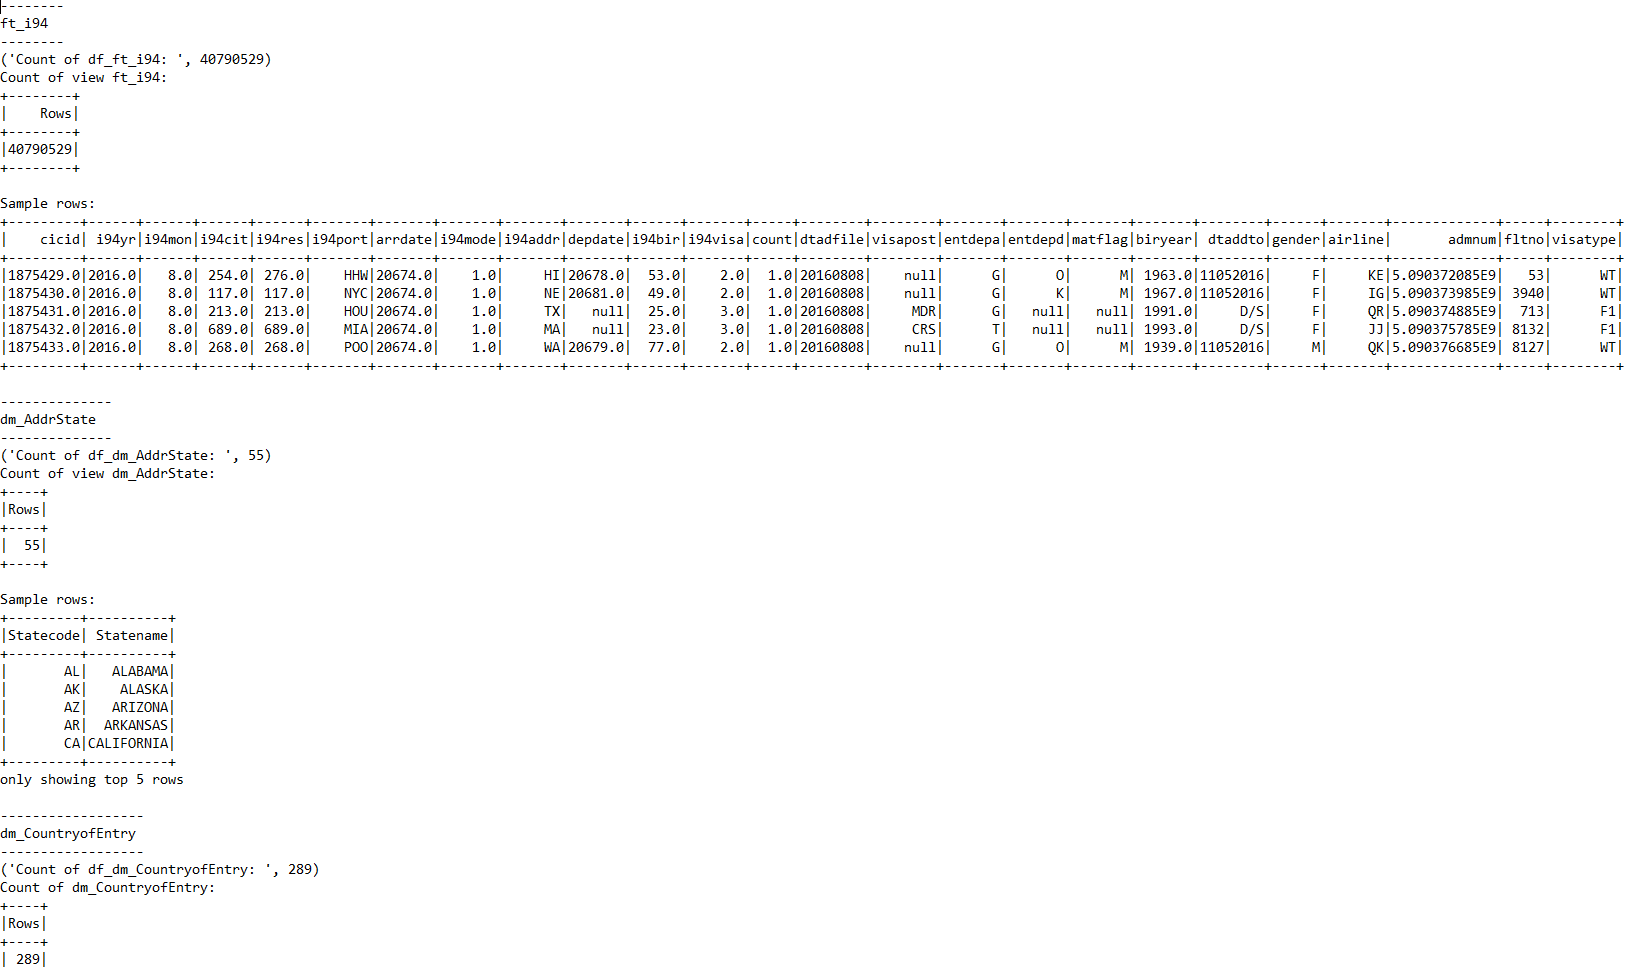 --------
ft_i94
--------
('Count of df_ft_i94: ', 40790529)
Count of view ft_i94:
+--------+
|    Rows|
+--------+
|40790529|
+--------+

Sample rows:
+---------+------+------+------+------+-------+--------+-------+-------+--------+------+-------+-----+--------+--------+-------+-------+-------+-------+--------+------+-------+-------------+-----+--------+
|    cicid| i94yr|i94mon|i94cit|i94res|i94port| arrdate|i94mode|i94addr| depdate|i94bir|i94visa|count|dtadfile|visapost|entdepa|entdepd|matflag|biryear| dtaddto|gender|airline|       admnum|fltno|visatype|
+---------+------+------+------+------+-------+--------+-------+-------+--------+------+-------+-----+--------+--------+-------+-------+-------+-------+--------+------+-------+-------------+-----+--------+
|1875429.0|2016.0|   8.0| 254.0| 276.0|    HHW|20674.0|    1.0|     HI|20678.0|  53.0|    2.0|  1.0|20160808|    null|      G|      O|      M| 1963.0|11052016|     F|     KE|5.090372085E9|   53|      WT|
|1875430.0|2016.0|   8.0| 117.0| 117.0|    NYC|20674.0|    1.0|     NE|20681.0|  49.0|    2.0|  1.0|20160808|    null|      G|      K|      M| 1967.0|11052016|     F|     IG|5.090373985E9| 3940|      WT|
|1875431.0|2016.0|   8.0| 213.0| 213.0|    HOU|20674.0|    1.0|     TX|   null|  25.0|    3.0|  1.0|20160808|     MDR|      G|   null|   null| 1991.0|     D/S|     F|     QR|5.090374885E9|  713|      F1|
|1875432.0|2016.0|   8.0| 689.0| 689.0|    MIA|20674.0|    1.0|     MA|   null|  23.0|    3.0|  1.0|20160808|     CRS|      T|   null|   null| 1993.0|     D/S|     F|     JJ|5.090375785E9| 8132|      F1|
|1875433.0|2016.0|   8.0| 268.0| 268.0|    POO|20674.0|    1.0|     WA|20679.0|  77.0|    2.0|  1.0|20160808|    null|      G|      O|      M| 1939.0|11052016|     M|     QK|5.090376685E9| 8127|      WT|
+---------+------+------+------+------+-------+--------+-------+-------+--------+------+-------+-----+--------+--------+-------+-------+-------+-------+--------+------+-------+-------------+-----+--------+

--------------
dm_AddrState
--------------
('Count of df_dm_AddrState: ', 55)
Count of view dm_AddrState:
+----+
|Rows|
+----+
|  55|
+----+

Sample rows:
+---------+----------+
|Statecode| Statename|
+---------+----------+
|       AL|   ALABAMA|
|       AK|    ALASKA|
|       AZ|   ARIZONA|
|       AR|  ARKANSAS|
|       CA|CALIFORNIA|
+---------+----------+
only showing top 5 rows

------------------
dm_CountryofEntry
------------------
('Count of df_dm_CountryofEntry: ', 289)
Count of dm_CountryofEntry:
+----+
|Rows|
+----+
| 289|